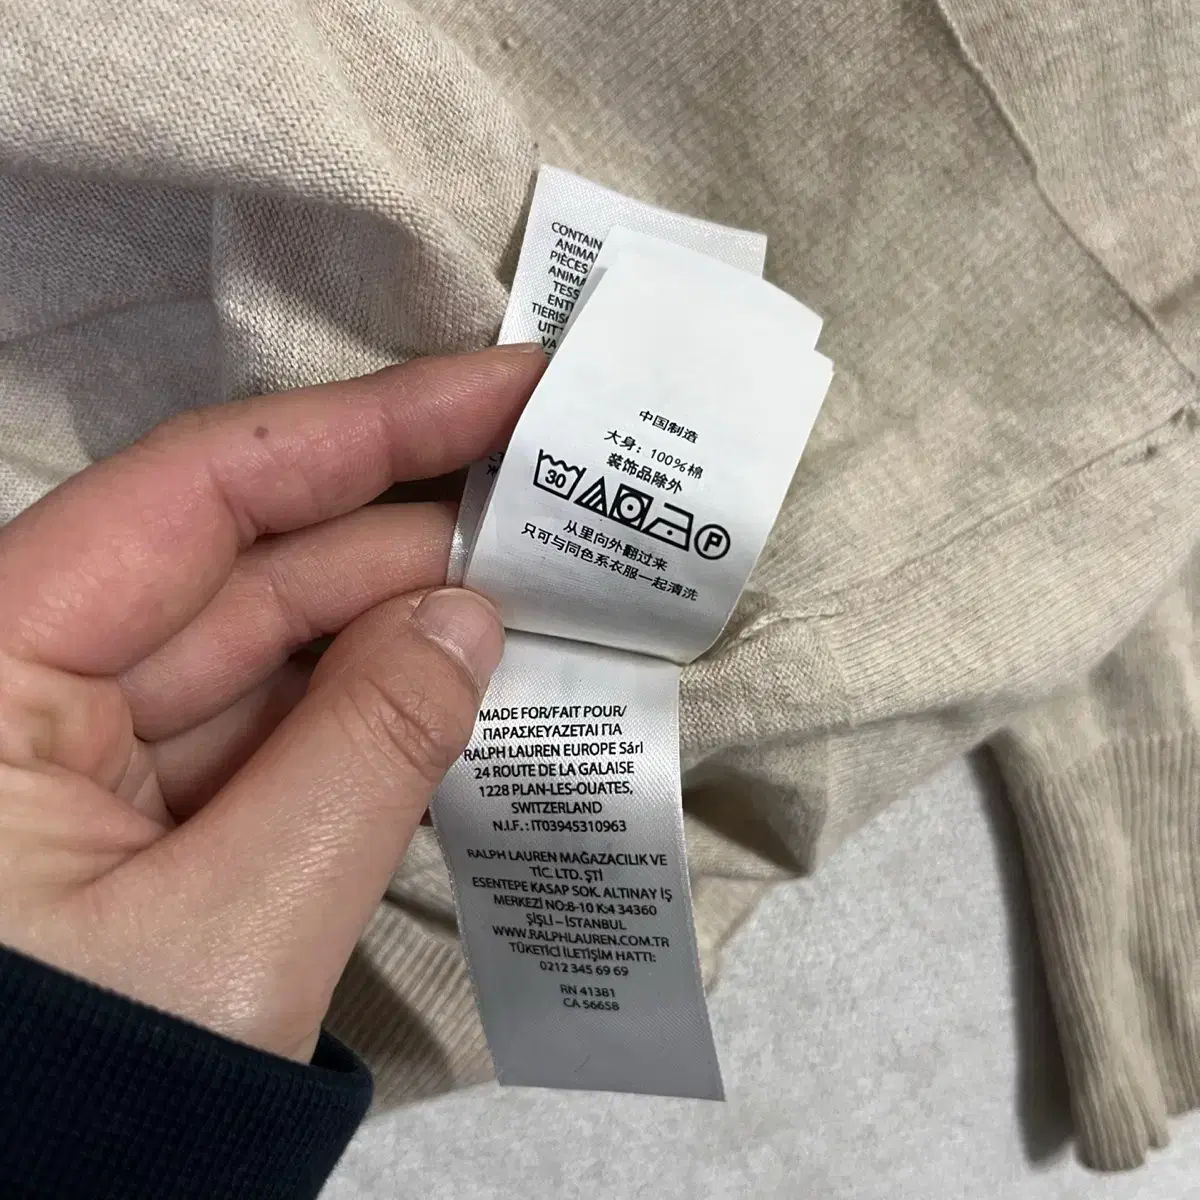 CONTAIN
ANIMA
PIÈCES
ANIMA
TESS
ENTI
TIERIS
UIT
VA
中国制造
大身：100%棉
装饰品除外
30 P
从里向外翻过来
只可与同色系衣服一起清洗
MADE FOR/FAIT POUR/
ΠΑΡΑΣΚΕΥΑΖΕΤΑΙ ΓΙΑ
RALPH LAUREN EUROPE Sárl
24 ROUTE DE LA GALAISE
1228 PLAN-LES-OUATES,
SWITZERLAND
N.I.F.: IT03945310963
RALPH LAUREN MAĞAZACILIK VE
TİC. LTD. ŞTİ
ESENTEPE KASAP SOK. ALTINAY İŞ
MERKEZİ NO:8-10 K:4 34360
ŞİŞLİ – İSTANBUL
WWW.RALPHLAUREN.COM.TR
TÜKETİCİ İLETİŞİM HATTI:
0212 345 69 69
RN 41381
CA 56658